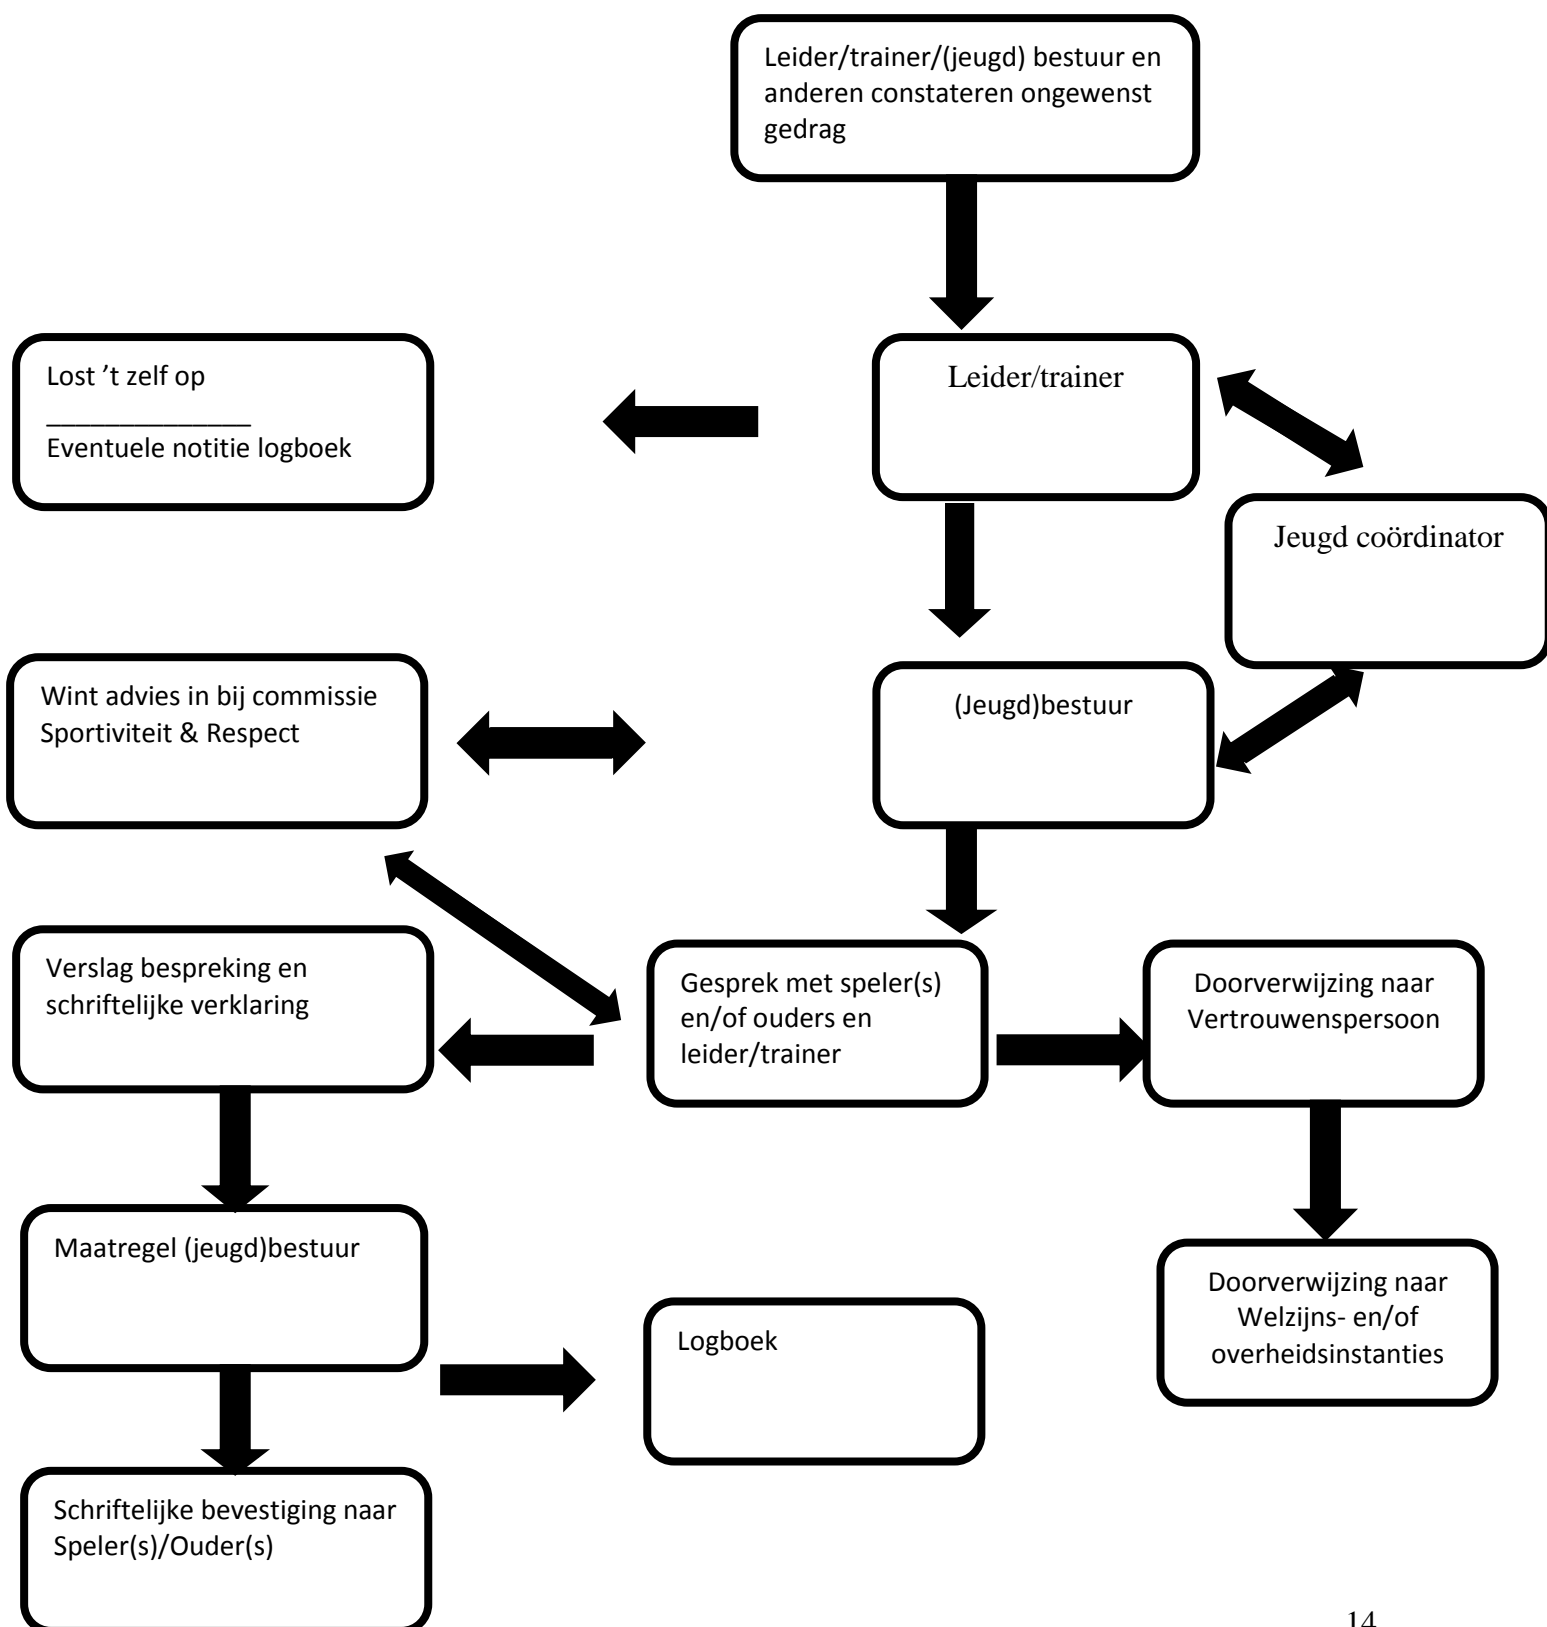 Leider/trainer/(jeugd) bestuur en
anderen constateren ongewenst
gedrag
Lost ’t zelf op
______________
Eventuele notitie logboek
Leider/trainer
Jeugd coördinator
Wint advies in bij commissie
Sportiviteit & Respect
(Jeugd)bestuur
Verslag bespreking en
schriftelijke verklaring
Gesprek met speler(s)
en/of ouders en
leider/trainer
Doorverwijzing naar
Vertrouwenspersoon
Maatregel (jeugd)bestuur
Logboek
Doorverwijzing naar
Welzijns- en/of
overheidsinstanties
Schriftelijke bevestiging naar
Speler(s)/Ouder(s)
14